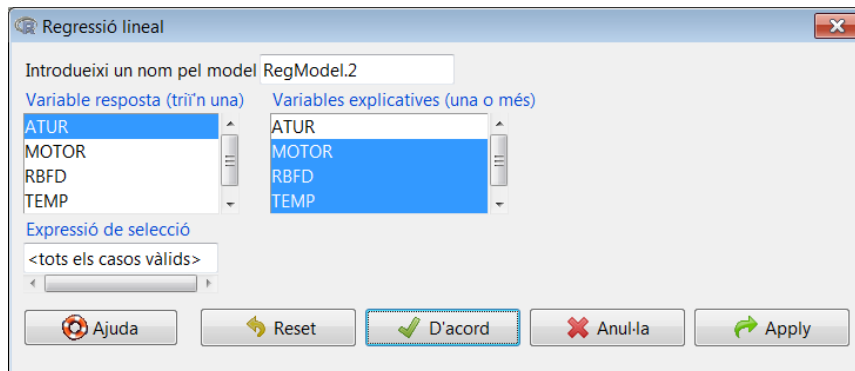 Regressió lineal
Introdueixi un nom pel model RegModel.2
Variable resposta (triï'n una) Variables explicatives (una o més)
ATUR ATUR
MOTOR MOTOR
RBFD RBFD
TEMP TEMP
Expressió de selecció
<tots els casos vàlids>
Ajuda Reset D'acord Anul·la Apply